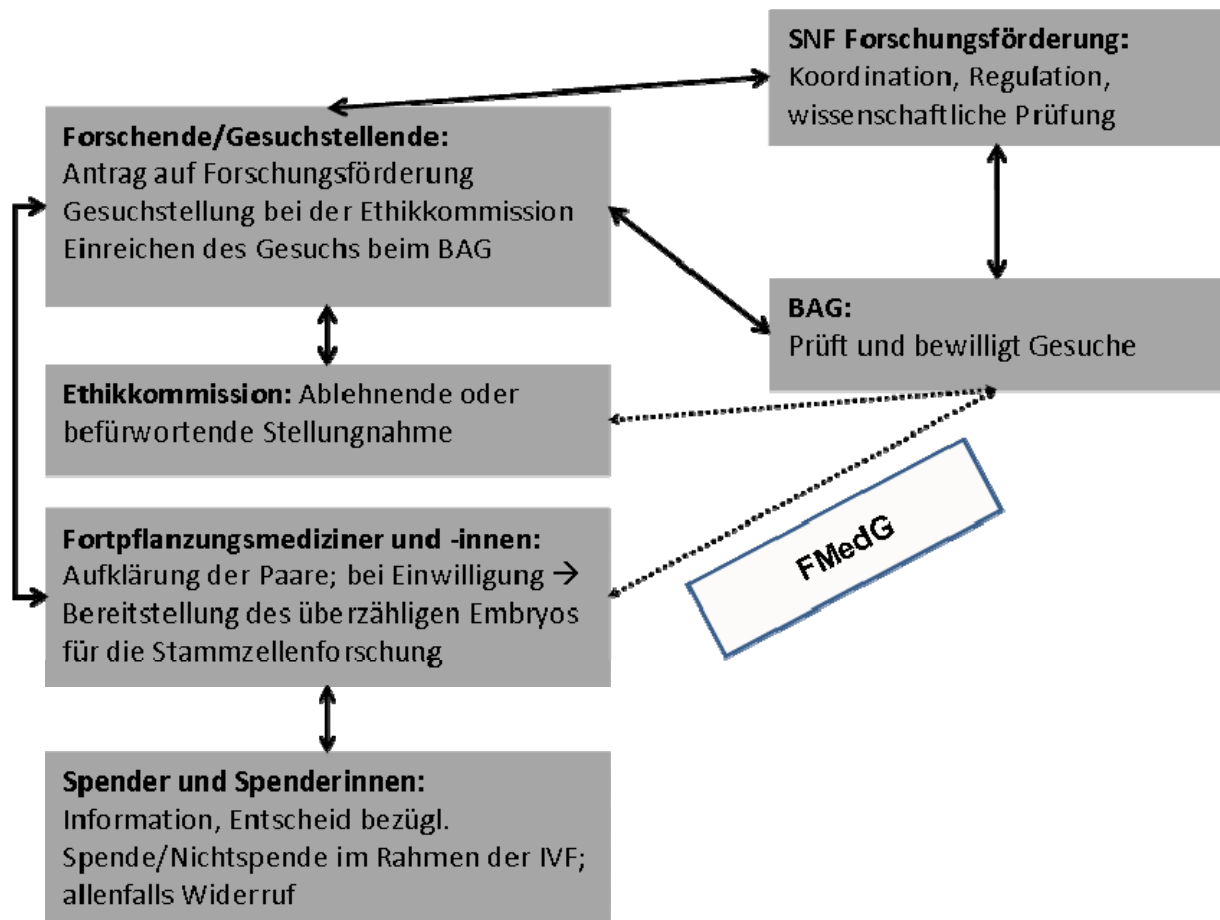 SNF Forschungsförderung:
Koordination, Regulation,
wissenschaftliche Prüfung
Forschende/Gesuchstellende:
Antrag auf Forschungsförderung
Gesuchstellung bei der Ethikkommission
Einreichen des Gesuchs beim BAG
BAG:
Prüft und bewilligt Gesuche
Ethikkommission: Ablehnende oder
befürwortende Stellungnahme
FMedG
Fortpflanzungsmediziner und -innen:
Aufklärung der Paare; bei Einwilligung →
Bereitstellung des überzähligen Embryos
für die Stammzellenforschung
Spender und Spenderinnen:
Information, Entscheid bezügl.
Spende/Nichtspende im Rahmen der IVF;
allenfalls Widerruf